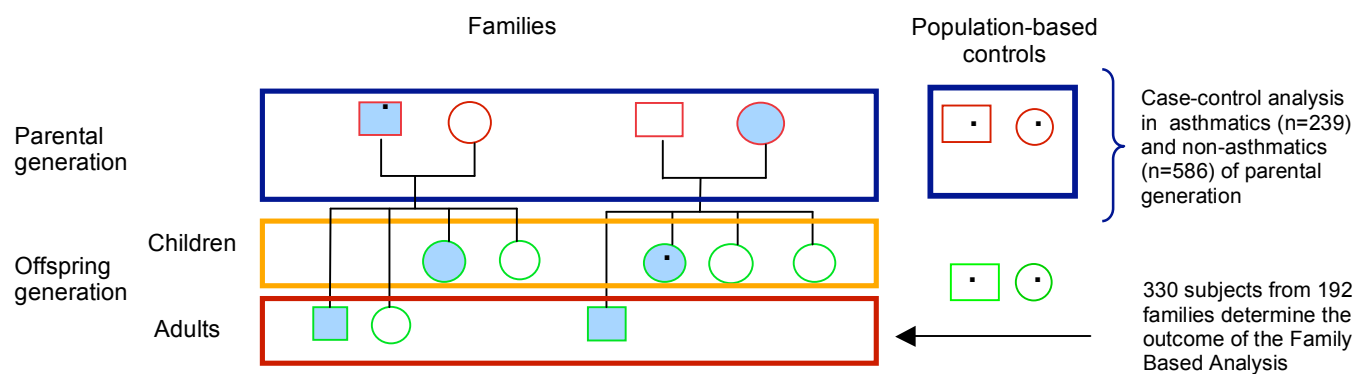 Families
Population-based
controls
Parental
generation
Case-control analysis
in asthmatics (n=239)
and non-asthmatics
(n=586) of parental
generation
Offspring
generation
Children
Adults
330 subjects from 192
families determine the
outcome of the Family
Based Analysis